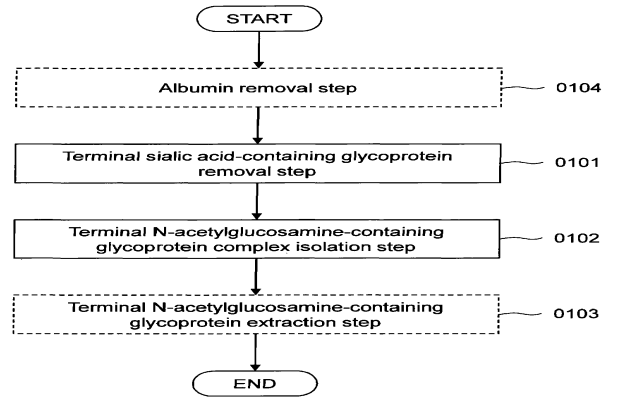 START
Albumin removal step
0104
Terminal sialic acid-containing glycoprotein
removal step
0101
Terminal N-acetylglucosamine-containing
glycoprotein complex isolation step
0102
Terminal N-acetylglucosamine-containing
glycoprotein extraction step
0103
END